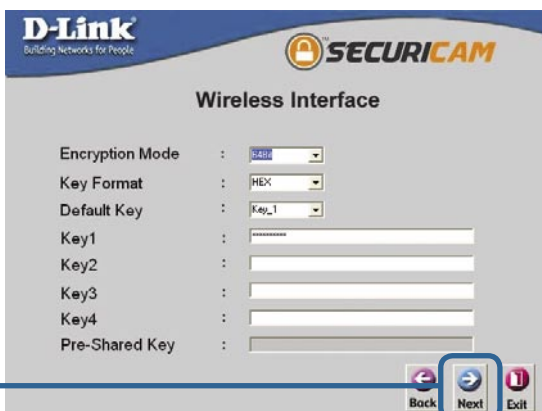 D-Link
Building Networks for People
SECURICAM
Wireless Interface
Encryption Mode : 64Bit
Key Format : HEX
Default Key : Key_1
Key1 : **********
Key2 :
Key3 :
Key4 :
Pre-Shared Key :
Back Next Exit